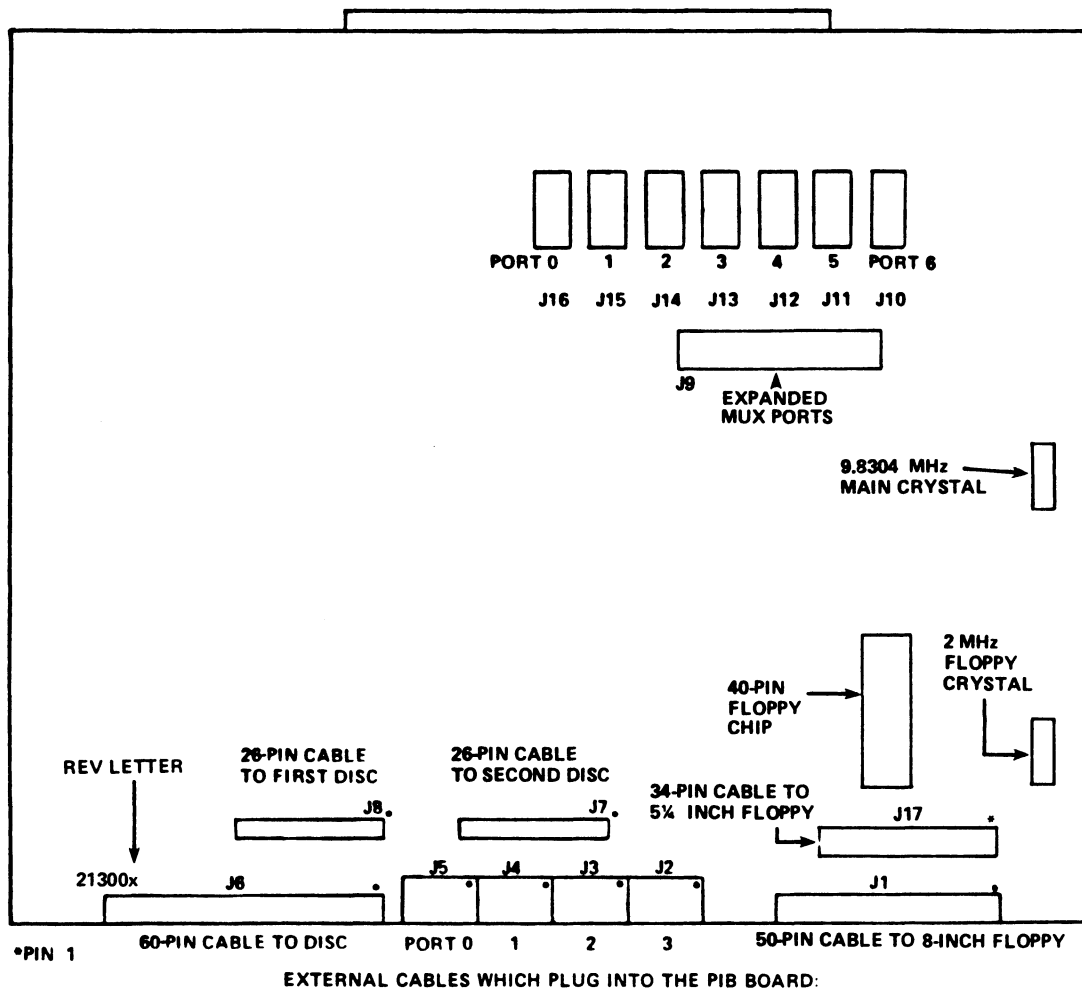 PORT 0 1 2 3 4 5 PORT 6
J16 J15 J14 J13 J12 J11 J10
J9
EXPANDED
MUX PORTS
9.8304 MHz
MAIN CRYSTAL
2 MHz
FLOPPY
CRYSTAL
40-PIN
FLOPPY
CHIP
REV LETTER
26-PIN CABLE
TO FIRST DISC
26-PIN CABLE
TO SECOND DISC
34-PIN CABLE TO
5¼ INCH FLOPPY
J8
J7
J17
*
21300x
J6
J5 J4 J3 J2
J1
*PIN 1
60-PIN CABLE TO DISC
PORT 0 1 2 3
50-PIN CABLE TO 8-INCH FLOPPY
EXTERNAL CABLES WHICH PLUG INTO THE PIB BOARD: